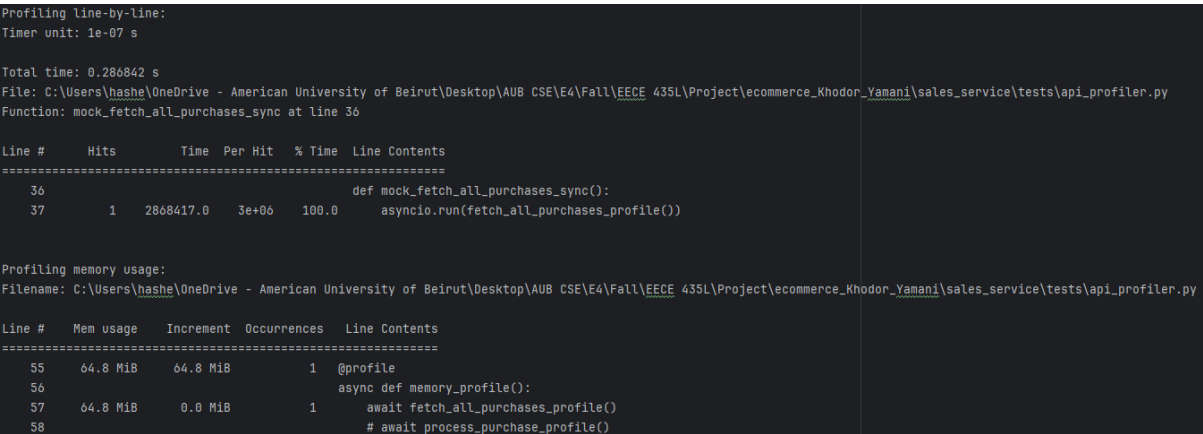 Profiling line-by-line:
Timer unit: 1e-07 s
Total time: 0.286842 s
File: C:\Users\hashe\OneDrive - American University of Beirut\Desktop\AUB CSE\E4\Fall\EECE 435L\Project\ecommerce_Khodor_Yamani\sales_service\tests\api_profiler.py
Function: mock_fetch_all_purchases_sync at line 36
Line #      Hits         Time  Per Hit   % Time  Line Contents
==============================================================
    36                                           def mock_fetch_all_purchases_sync():
    37         1    2868417.0    3e+06    100.0      asyncio.run(fetch_all_purchases_profile())
Profiling memory usage:
Filename: C:\Users\hashe\OneDrive - American University of Beirut\Desktop\AUB CSE\E4\Fall\EECE 435L\Project\ecommerce_Khodor_Yamani\sales_service\tests\api_profiler.py
Line #    Mem usage    Increment  Occurrences   Line Contents
=============================================================
    55     64.8 MiB     64.8 MiB           1   @profile
    56                                         async def memory_profile():
    57     64.8 MiB      0.0 MiB           1       await fetch_all_purchases_profile()
    58                                             # await process_purchase_profile()